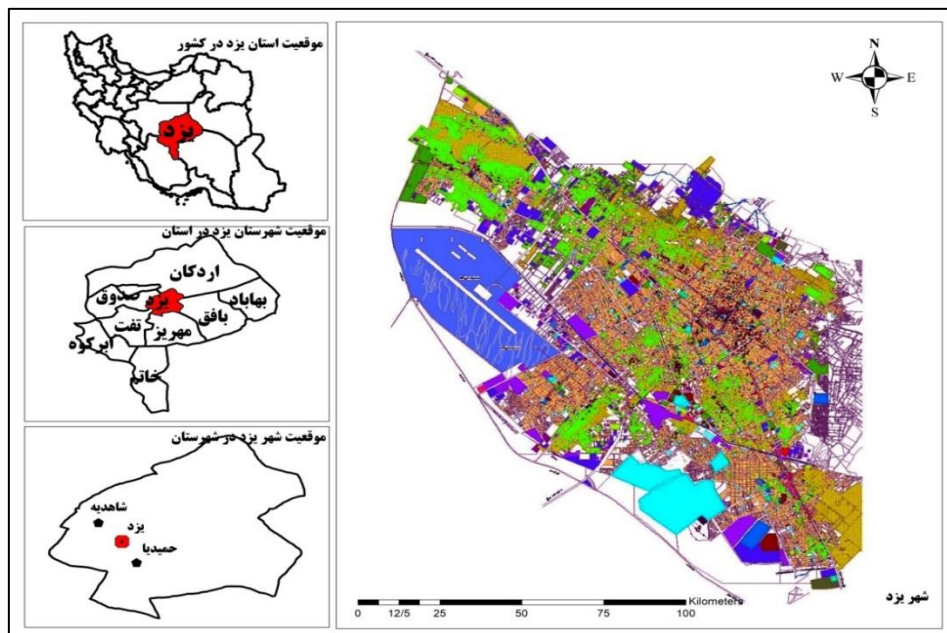 موقعیت استان یزد در کشور
یزد
موقعیت شهرستان یزد در استان
اردکان
صدوق
یزد
بهاباد
بافق
تفت
مهریز
ابرکوه
خاتم
موقعیت شهر یزد در شهرستان
شاهدیه
یزد
حمیدیا
N
W E
S
شهر یزد
Kilometers
0 12/5 25 50 75 100